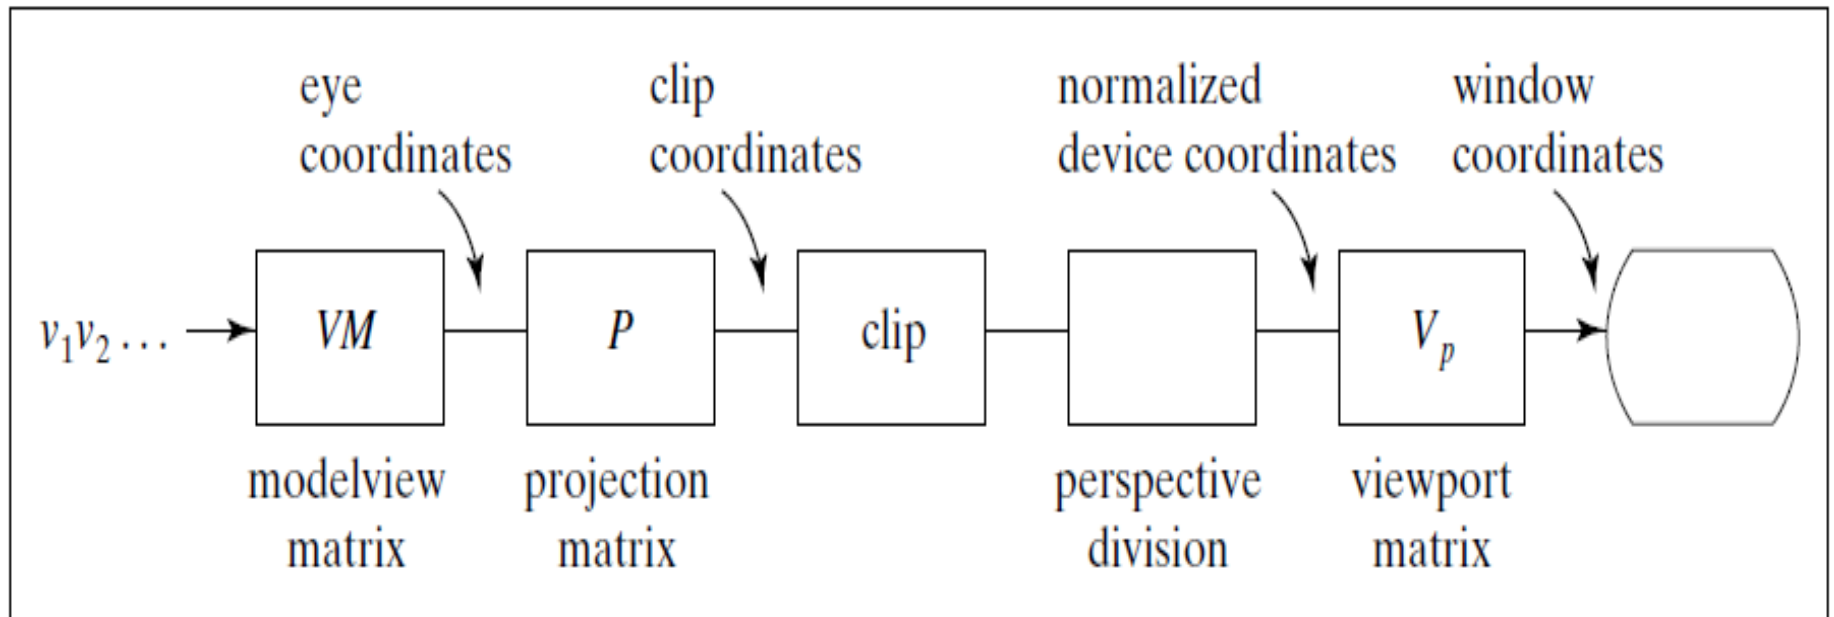 eye
coordinates
clip
coordinates
normalized
device coordinates
window
coordinates
v₁v₂ ...
VM
P
clip
Vₚ
modelview
matrix
projection
matrix
perspective
division
viewport
matrix